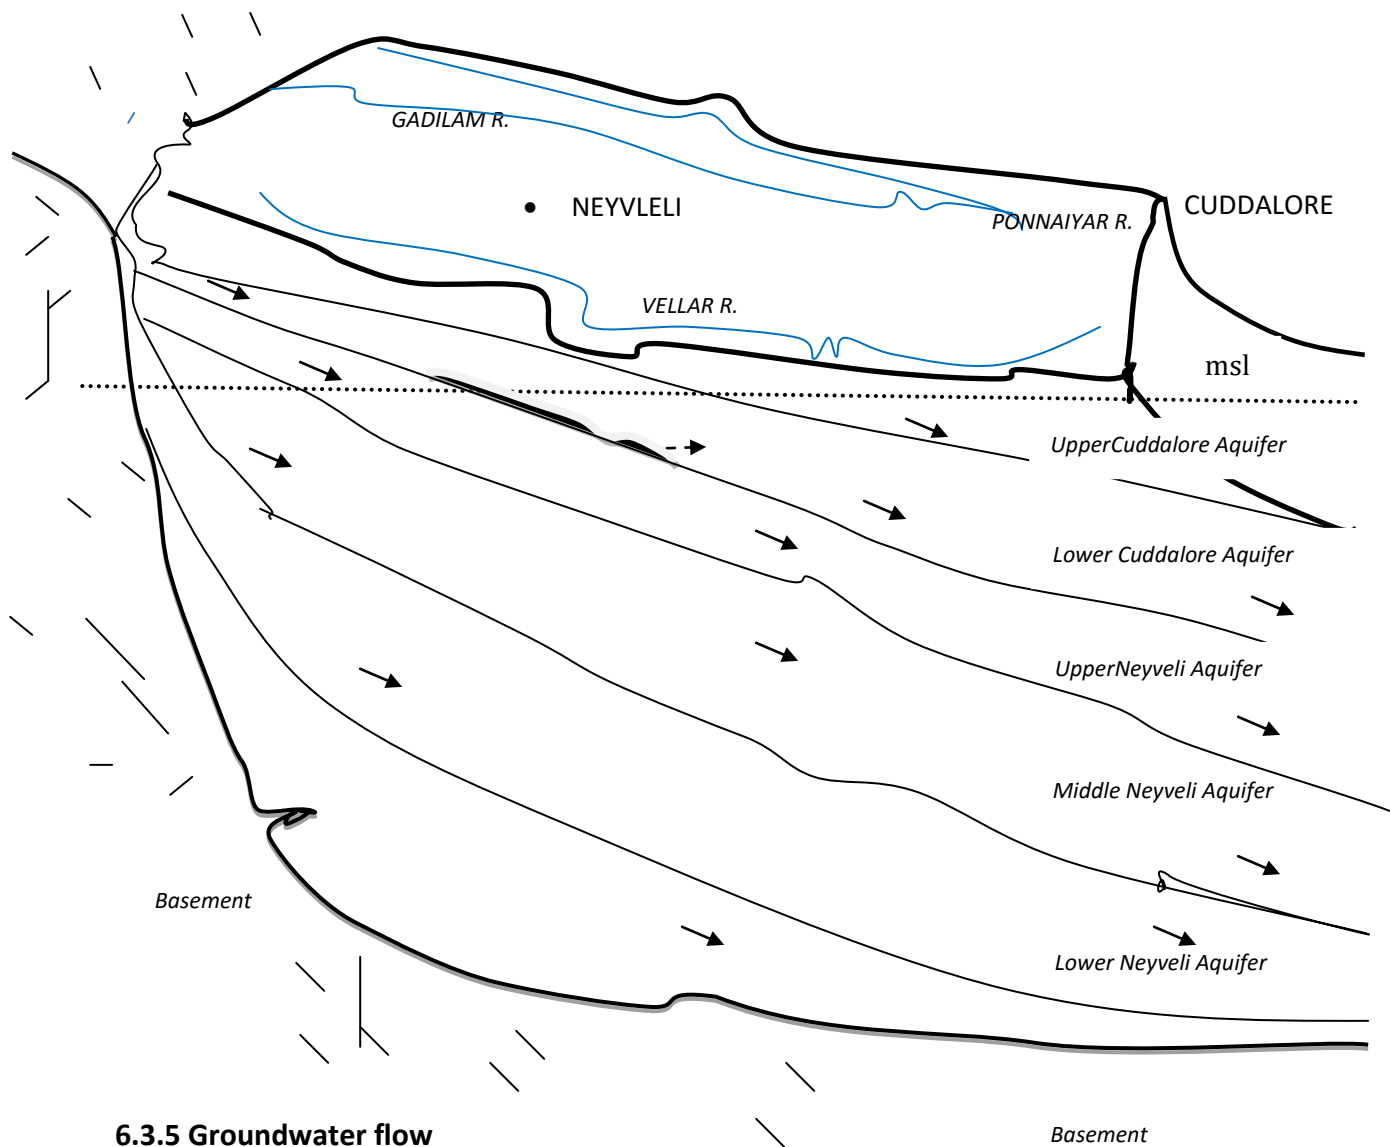 GADILAM R.
NEYVLELI
CUDDALORE
PONNAIYAR R.
VELLAR R.
msl
UpperCuddalore Aquifer
Lower Cuddalore Aquifer
UpperNeyveli Aquifer
Middle Neyveli Aquifer
Basement
Lower Neyveli Aquifer
6.3.5 Groundwater flow
Basement